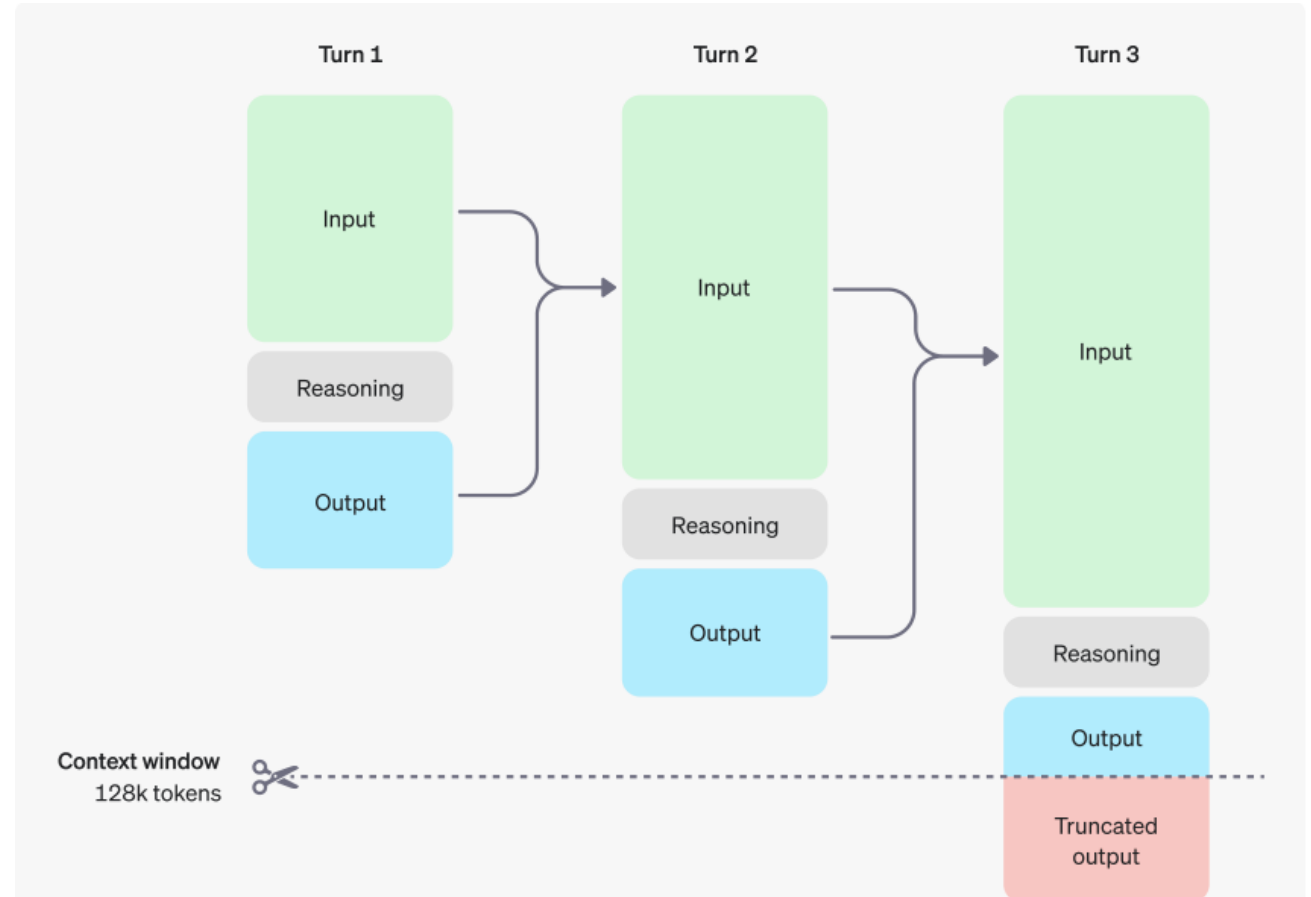 Turn 1
Turn 2
Turn 3
Input
Input
Input
Reasoning
Reasoning
Reasoning
Output
Output
Output
Context window
128k tokens
Truncated
output